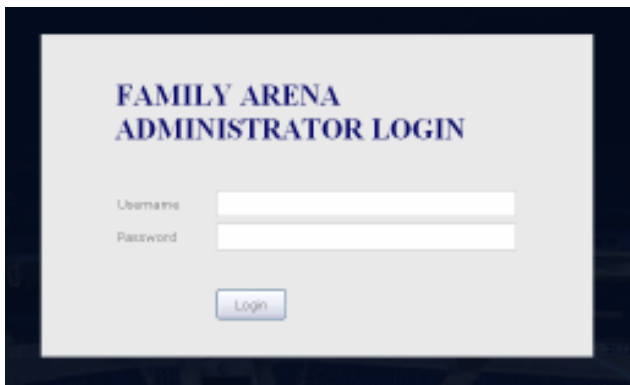 FAMILY ARENA
ADMINISTRATOR LOGIN
Username
Password
Login